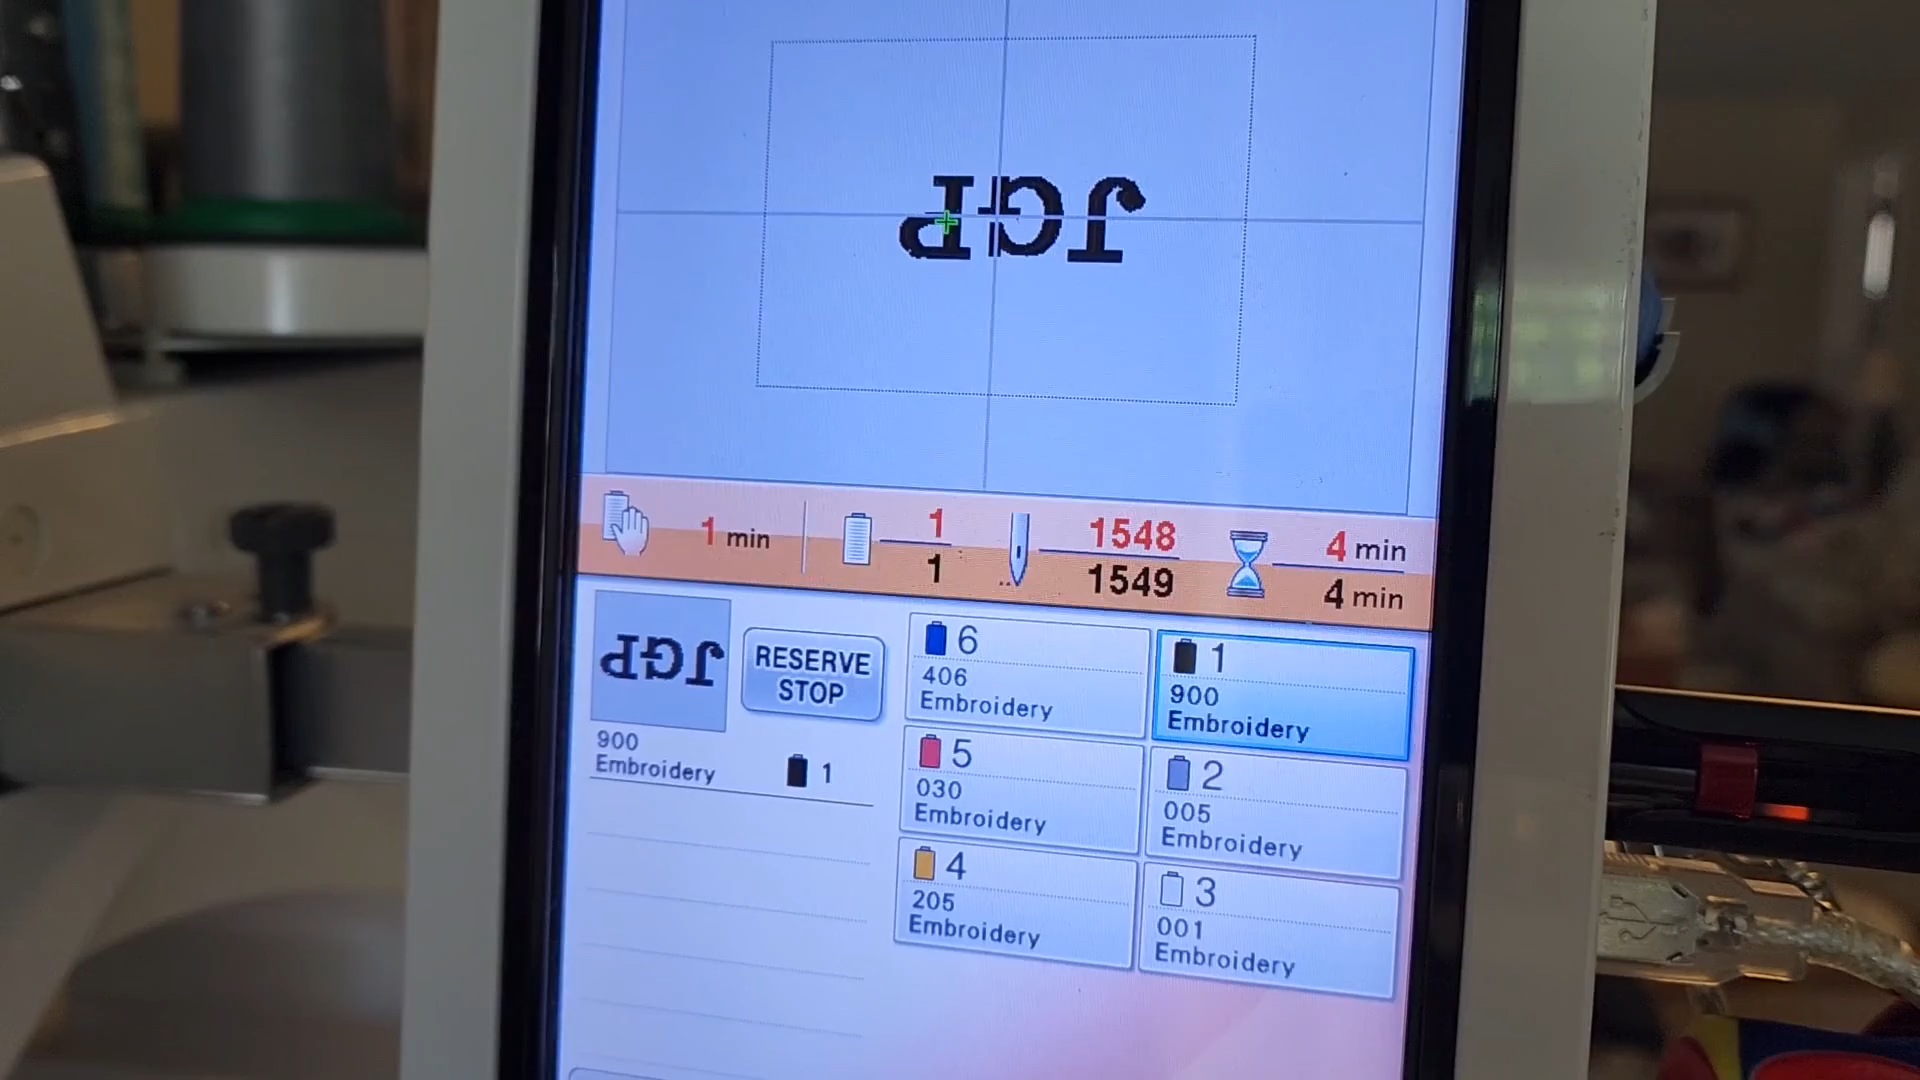 JGP
1 min
1
1
1548
1549
4 min
4 min
JGP
RESERVE
STOP
900
Embroidery
1
6
406
Embroidery
1
900
Embroidery
5
030
Embroidery
2
005
Embroidery
4
205
Embroidery
3
001
Embroidery